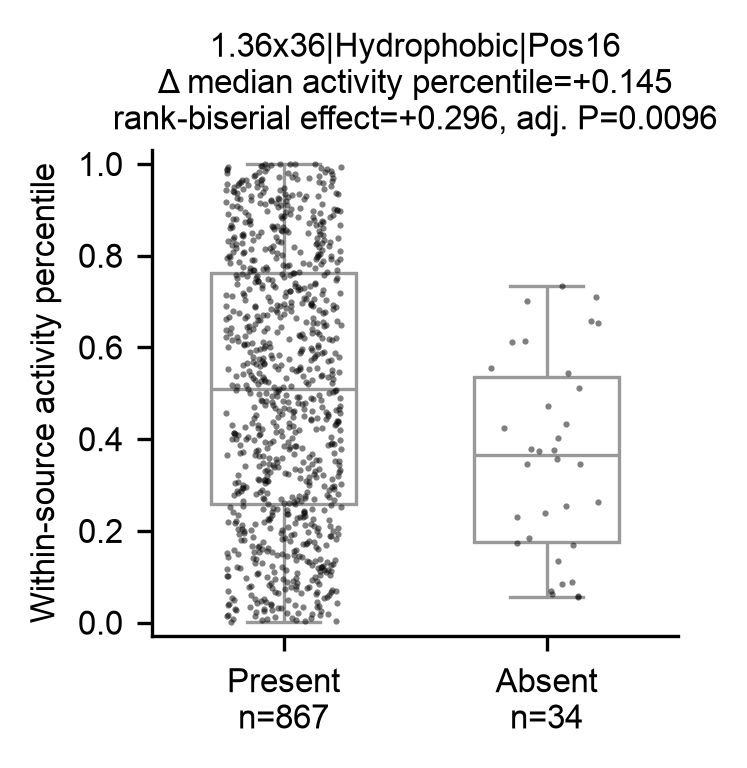 1.36x36|Hydrophobic|Pos16
Δ median activity percentile=+0.145
rank-biserial effect=+0.296, adj. P=0.0096
Within-source activity percentile
1.0
0.8
0.6
0.4
0.2
0.0
Present
n=867
Absent
n=34